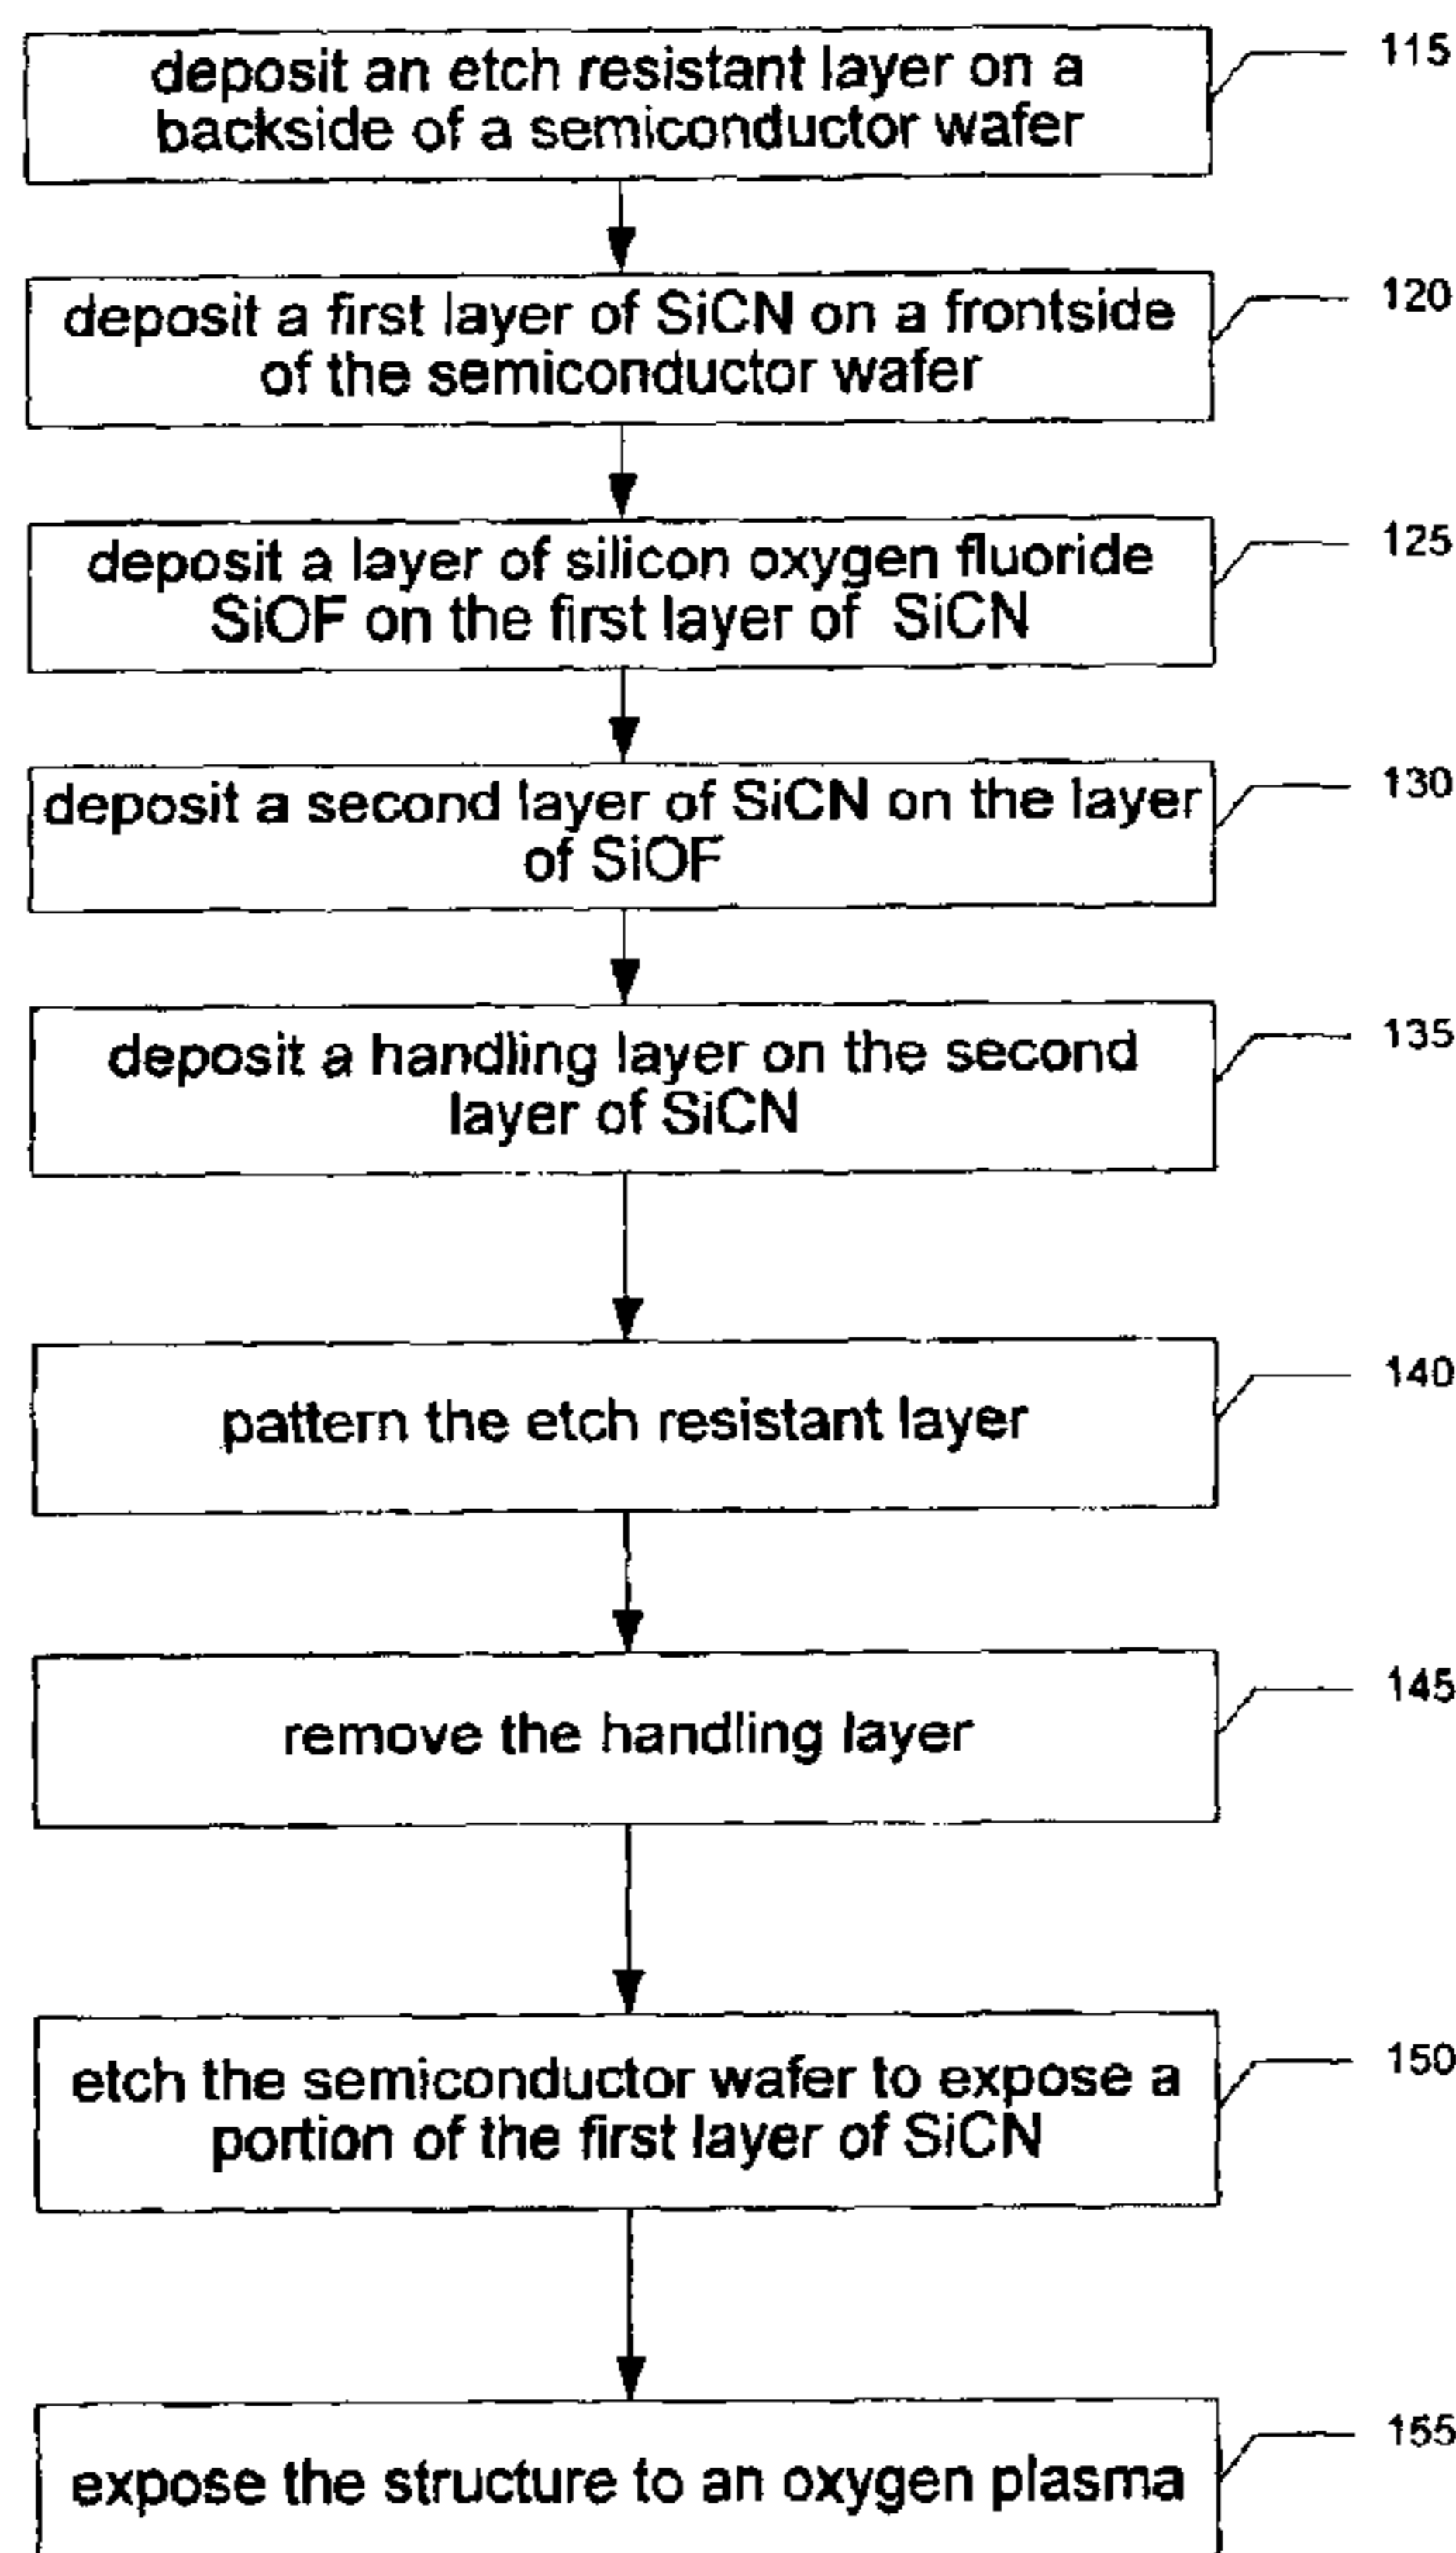 deposit an etch resistant layer on a
backside of a semiconductor wafer
115
deposit a first layer of SiCN on a frontside
of the semiconductor wafer
120
deposit a layer of silicon oxygen fluoride
SiOF on the first layer of SiCN
125
deposit a second layer of SiCN on the layer
of SiOF
130
deposit a handling layer on the second
layer of SiCN
135
pattern the etch resistant layer
140
remove the handling layer
145
etch the semiconductor wafer to expose a
portion of the first layer of SiCN
150
expose the structure to an oxygen plasma
155